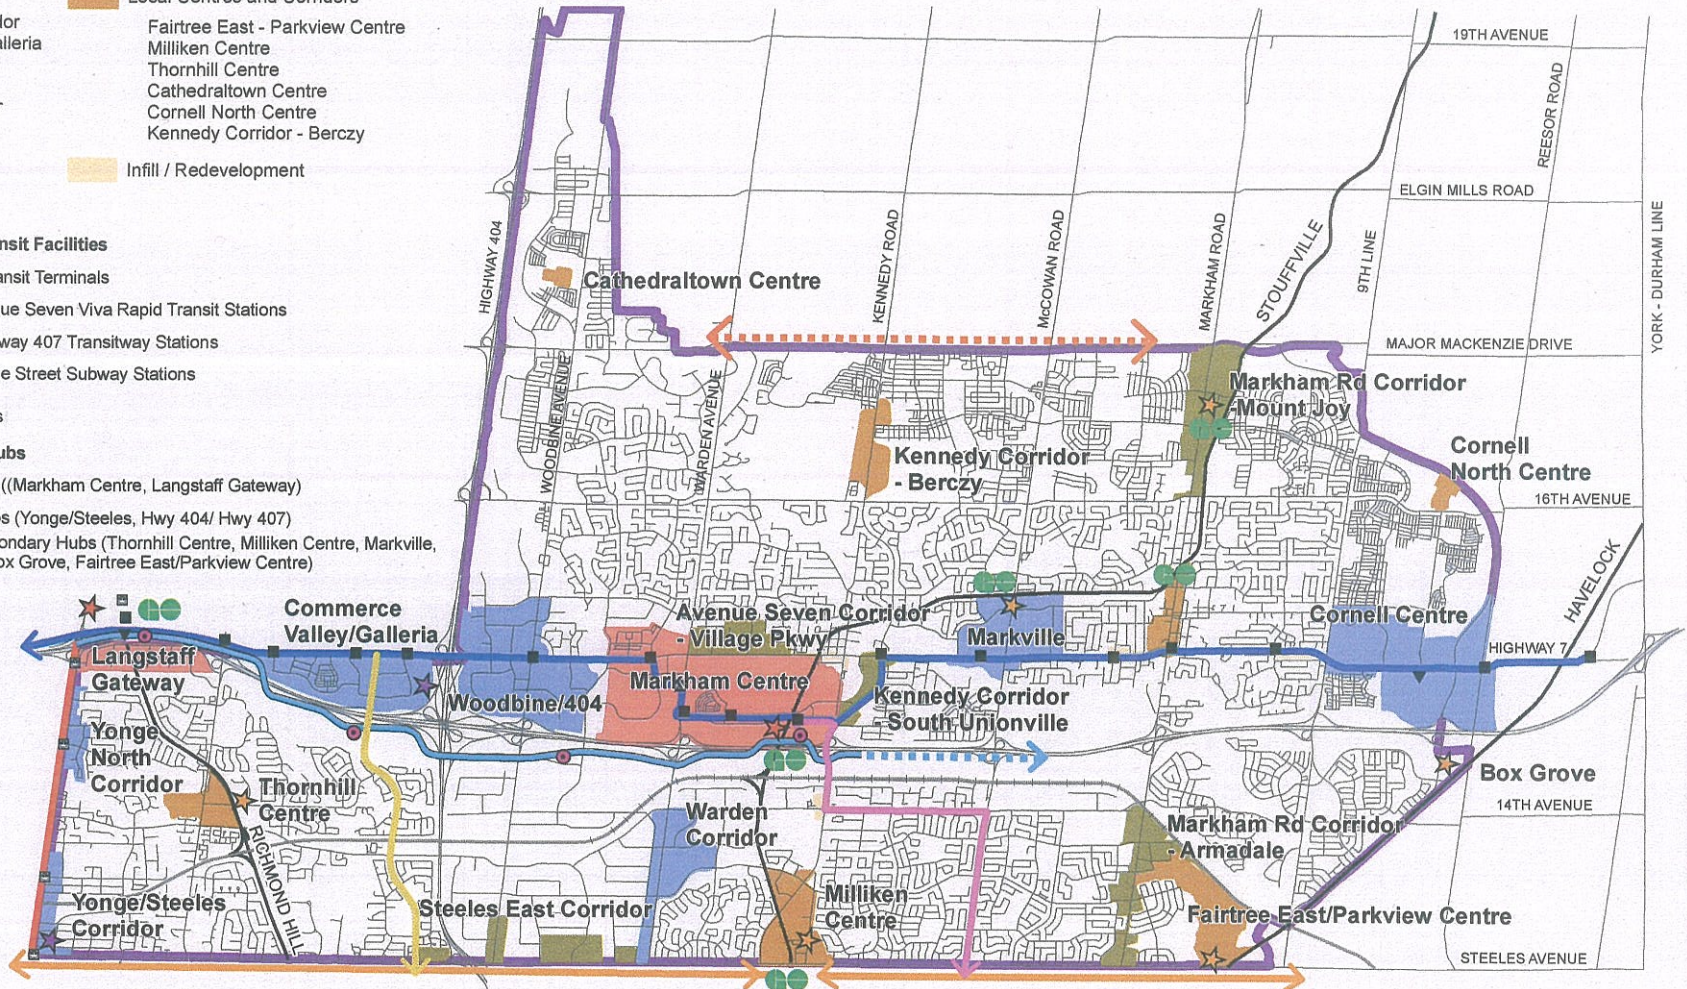 Local Centres and Corridors
Fairtree East - Parkview Centre
Milliken Centre
Thornhill Centre
Cathedraltown Centre
Cornell North Centre
Kennedy Corridor - Berczy
Infill / Redevelopment
nsit Facilities
ansit Terminals
ue Seven Viva Rapid Transit Stations
way 407 Transitway Stations
e Street Subway Stations
s
ubs
((Markham Centre, Langstaff Gateway)
s (Yonge/Steeles, Hwy 404/ Hwy 407)
ondary Hubs (Thornhill Centre, Milliken Centre, Markville,
ox Grove, Fairtree East/Parkview Centre)
dor
alleria
19TH AVENUE
REESOR ROAD
ELGIN MILLS ROAD
YORK - DURHAM LINE
HIGHWAY 404
KENNEDY ROAD
McCOWAN ROAD
MARKHAM ROAD
STOUFFVILLE
9TH LINE
Cathedraltown Centre
MAJOR MACKENZIE DRIVE
WOODBINE AVENUE
WARDEN AVENUE
Markham Rd Corridor
-Mount Joy
Kennedy Corridor
- Berczy
Cornell
North Centre
16TH AVENUE
HAVELOCK
Commerce
Valley/Galleria
Avenue Seven Corridor
- Village Pkwy
Markville
Cornell Centre
HIGHWAY 7
Langstaff
Gateway
Markham Centre
Woodbine/404
Kennedy Corridor
- South Unionville
Yonge
North
Corridor
Thornhill
Centre
Box Grove
14TH AVENUE
Warden
Corridor
Markham Rd Corridor
- Armadale
RICHMOND HILL
Yonge/Steeles
Corridor
Steeles East Corridor
Milliken
Centre
Fairtree East/Parkview Centre
STEELES AVENUE